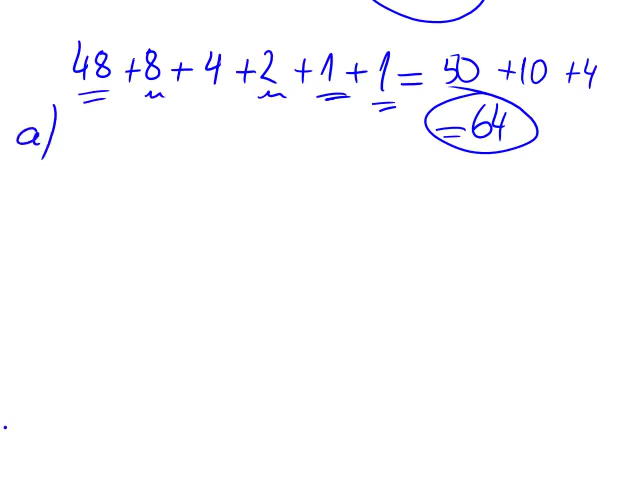 48 + 8 + 4 + 2 + 1 + 1 = 50 + 10 + 4
= 64
a)